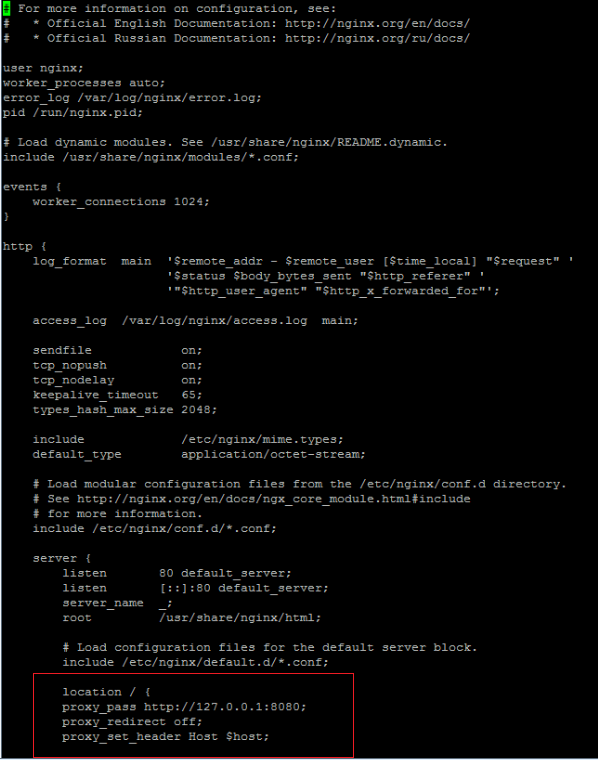 # For more information on configuration, see:
#   * Official English Documentation: http://nginx.org/en/docs/
#   * Official Russian Documentation: http://nginx.org/ru/docs/

user nginx;
worker_processes auto;
error_log /var/log/nginx/error.log;
pid /run/nginx.pid;

# Load dynamic modules. See /usr/share/nginx/README.dynamic.
include /usr/share/nginx/modules/*.conf;

events {
    worker_connections 1024;
}

http {
    log_format  main  '$remote_addr - $remote_user [$time_local] "$request" '
                      '$status $body_bytes_sent "$http_referer" '
                      '"$http_user_agent" "$http_x_forwarded_for"';

    access_log  /var/log/nginx/access.log  main;

    sendfile            on;
    tcp_nopush          on;
    tcp_nodelay         on;
    keepalive_timeout   65;
    types_hash_max_size 2048;

    include             /etc/nginx/mime.types;
    default_type        application/octet-stream;

    # Load modular configuration files from the /etc/nginx/conf.d directory.
    # See http://nginx.org/en/docs/ngx_core_module.html#include
    # for more information.
    include /etc/nginx/conf.d/*.conf;

    server {
        listen       80 default_server;
        listen       [::]:80 default_server;
        server_name  _;
        root         /usr/share/nginx/html;

        # Load configuration files for the default server block.
        include /etc/nginx/default.d/*.conf;

        location / {
        proxy_pass http://127.0.0.1:8080;
        proxy_redirect off;
        proxy_set_header Host $host;